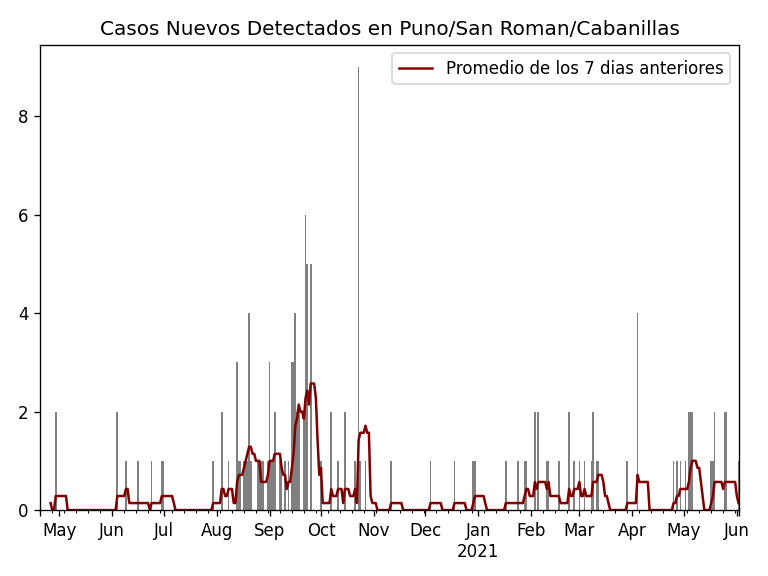 Casos Nuevos Detectados en Puno/San Roman/Cabanillas
Promedio de los 7 dias anteriores
8
6
4
2
0
May Jun Jul Aug Sep Oct Nov Dec Jan Feb Mar Apr May Jun
2021